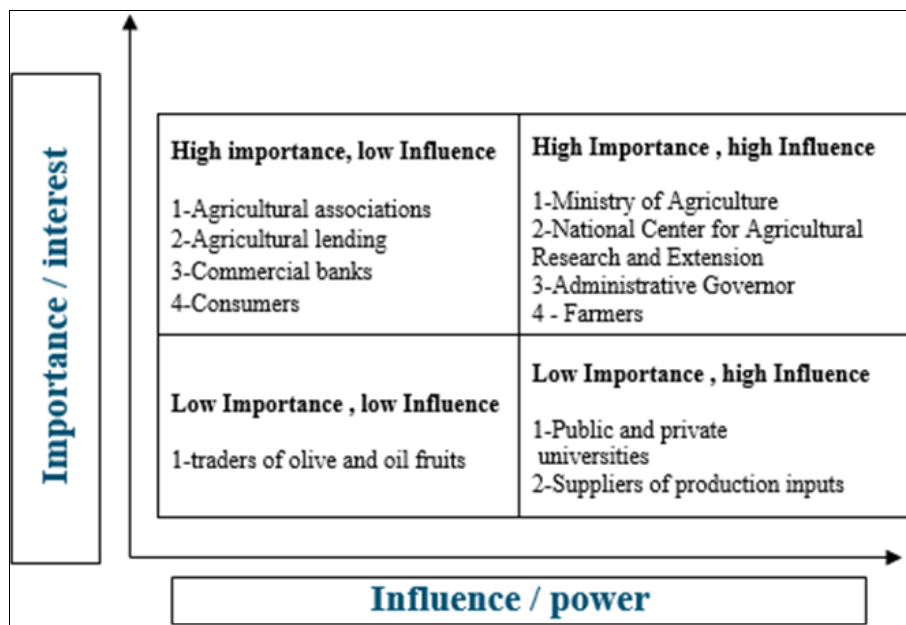 Importance / interest
High importance, low Influence
1-Agricultural associations
2-Agricultural lending
3-Commercial banks
4-Consumers
High Importance , high Influence
1-Ministry of Agriculture
2-National Center for Agricultural
Research and Extension
3-Administrative Governor
4 - Farmers
Low Importance , low Influence
1-traders of olive and oil fruits
Low Importance , high Influence
1-Public and private
universities
2-Suppliers of production inputs
Influence / power